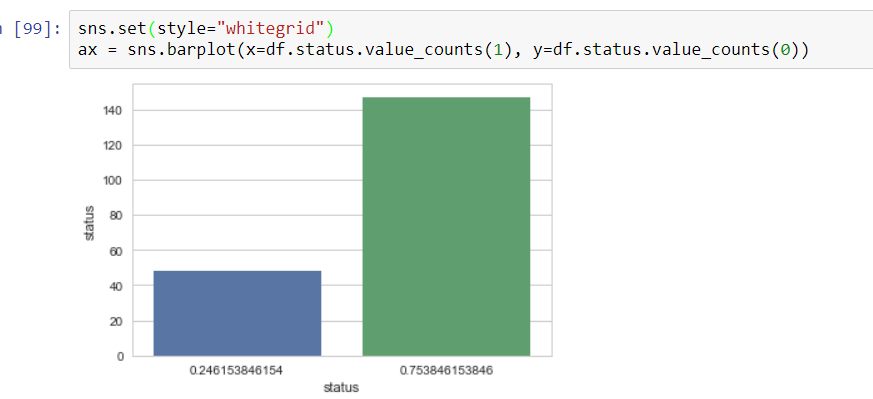 [99]: sns.set(style="whitegrid")
ax = sns.barplot(x=df.status.value_counts(1), y=df.status.value_counts(0))
140
120
100
80
60
40
20
0
status
0.246153846154 0.753846153846
status